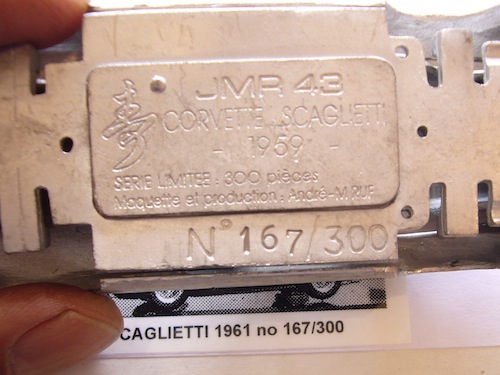 JMR 43
CORVETTE SCAGLIETTI
- 1959 -
SERIE LIMITEE : 300 pièces
Maquette et production : André-M RUF
N° 167/300
CAGLIETTI 1961 no 167/300